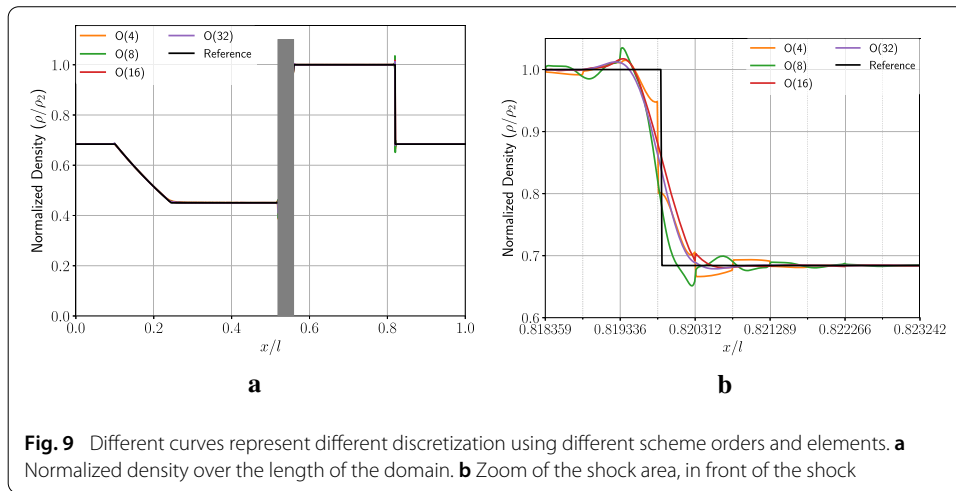 O(4)
O(8)
O(16)
O(32)
Reference
Normalized Density (ρ/ρ₂)
1.0
0.8
0.6
0.4
0.2
0.0
0.0 0.2 0.4 0.6 0.8 1.0
x/l
a
O(4)
O(8)
O(16)
O(32)
Reference
Normalized Density (ρ/ρ₂)
1.0
0.9
0.8
0.7
0.6
0.818359 0.819336 0.820312 0.821289 0.822266 0.823242
x/l
b
Fig. 9 Different curves represent different discretization using different scheme orders and elements. a
Normalized density over the length of the domain. b Zoom of the shock area, in front of the shock